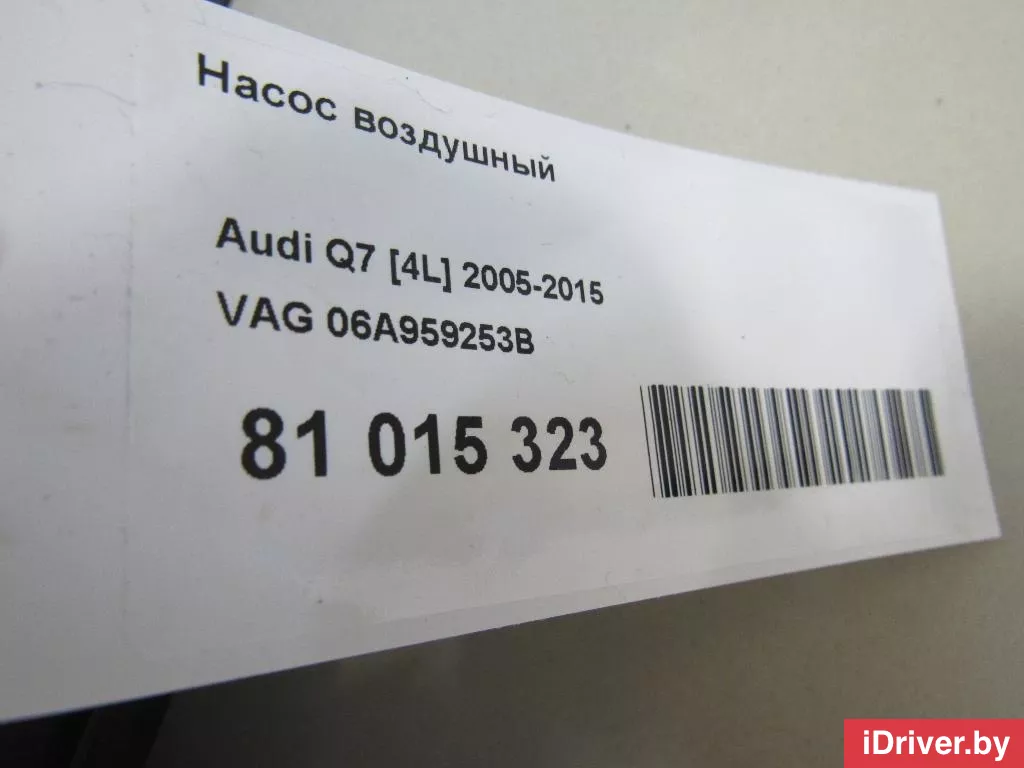 Насос воздушный
Audi Q7 [4L] 2005-2015
VAG 06A959253B
81 015 323
iDriver.by